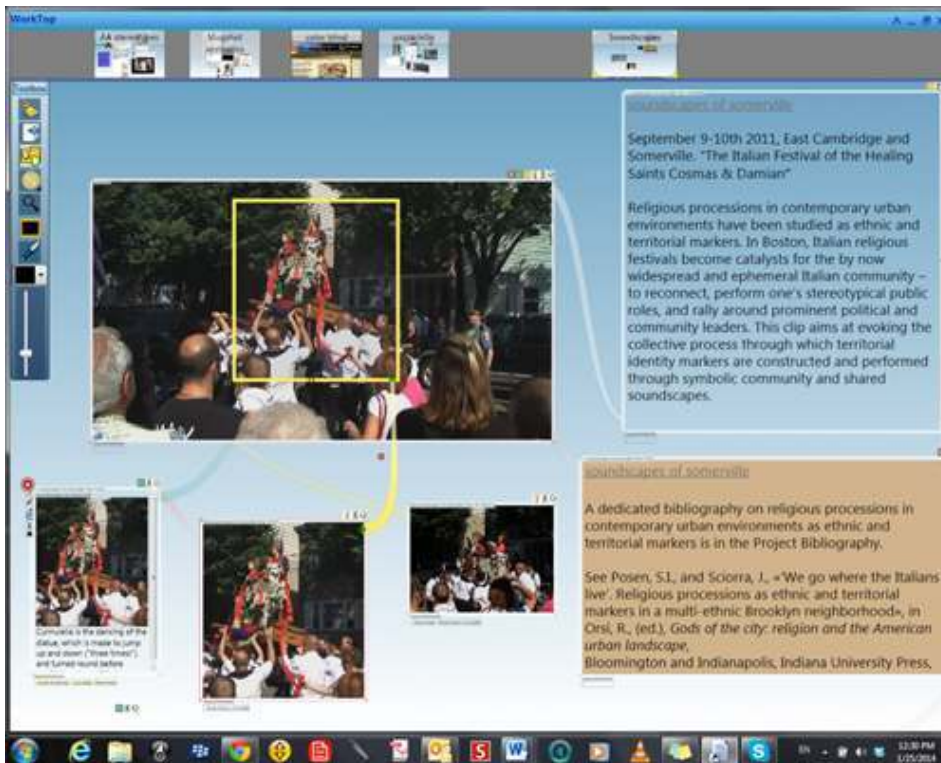 WorkTop
AA stereotypes
color blind
Soundscapes
Toolbox
soundscapes of somerville
September 9-10th 2011, East Cambridge and
Somerville. "The Italian Festival of the Healing
Saints Cosmas & Damian"
Religious processions in contemporary urban
environments have been studied as ethnic and
territorial markers. In Boston, Italian religious
festivals become catalysts for the by now
widespread and ephemeral Italian community –
to reconnect, perform one's stereotypical public
roles, and rally around prominent political and
community leaders. This clip aims at evoking the
collective process through which territorial
identity markers are constructed and performed
through symbolic community and shared
soundscapes.
soundscapes of somerville
A dedicated bibliography on religious processions in
contemporary urban environments as ethnic and
territorial markers is in the Project Bibliography.
See Posen, S.I., and Sciorra, J., «'We go where the Italians
live'. Religious processions as ethnic and territorial
markers in a multi-ethnic Brooklyn neighborhood», in
Orsi, R., (ed.), Gods of the city: religion and the American
urban landscape,
Bloomington and Indianapolis, Indiana University Press,
is the dancing of the
statue, which is made to jump
up and down ("three times")
and turned round before
EN
12:30 PM
1/25/2014